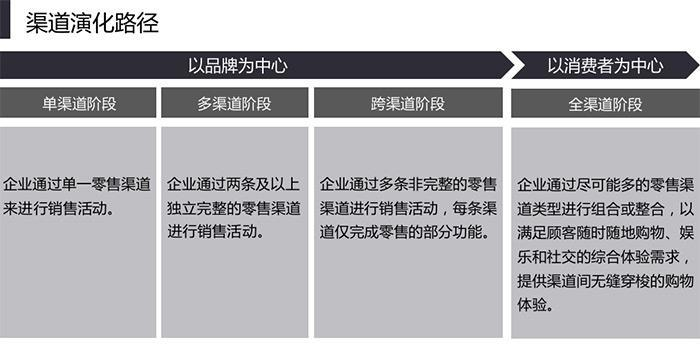 渠道演化路径
以品牌为中心
以消费者为中心
单渠道阶段
多渠道阶段
跨渠道阶段
全渠道阶段
企业通过单一零售渠道
来进行销售活动。
企业通过两条及以上
独立完整的零售渠道
进行销售活动。
企业通过多条非完整的零售
渠道进行销售活动，每条渠
道仅完成零售的部分功能。
企业通过尽可能多的零售渠
道类型进行组合或整合，以
满足顾客随时随地购物、娱
乐和社交的综合体验需求，
提供渠道间无缝穿梭的购物
体验。